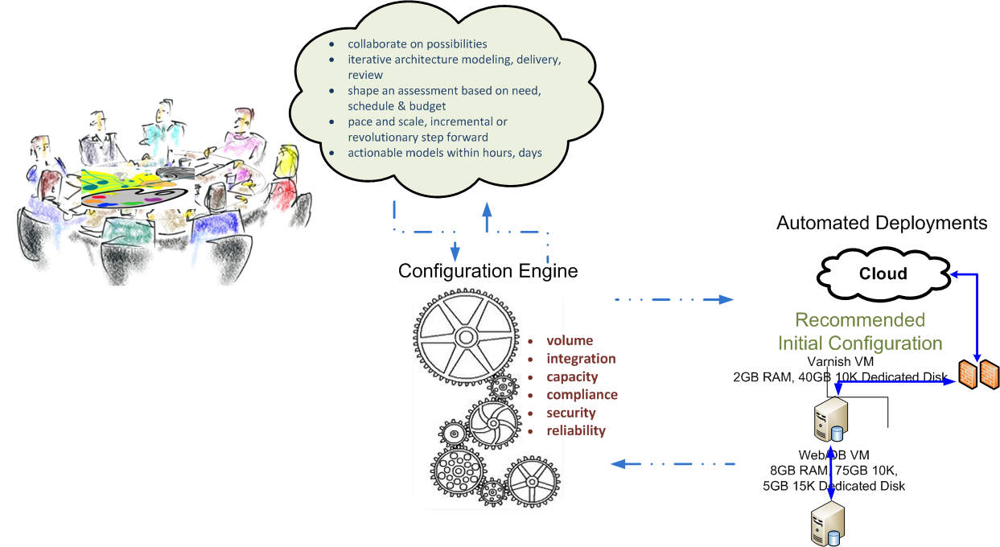 • collaborate on possibilities
• iterative architecture modeling, delivery,
review
• shape an assessment based on need,
schedule & budget
• pace and scale, incremental or
revolutionary step forward
• actionable models within hours, days
Configuration Engine
• volume
• integration
• capacity
• compliance
• security
• reliability
Automated Deployments
Cloud
Recommended
Initial Configuration
Varnish VM
2GB RAM, 40GB 10K Dedicated Disk
Web/DB VM
8GB RAM, 75GB 10K,
5GB 15K Dedicated Disk